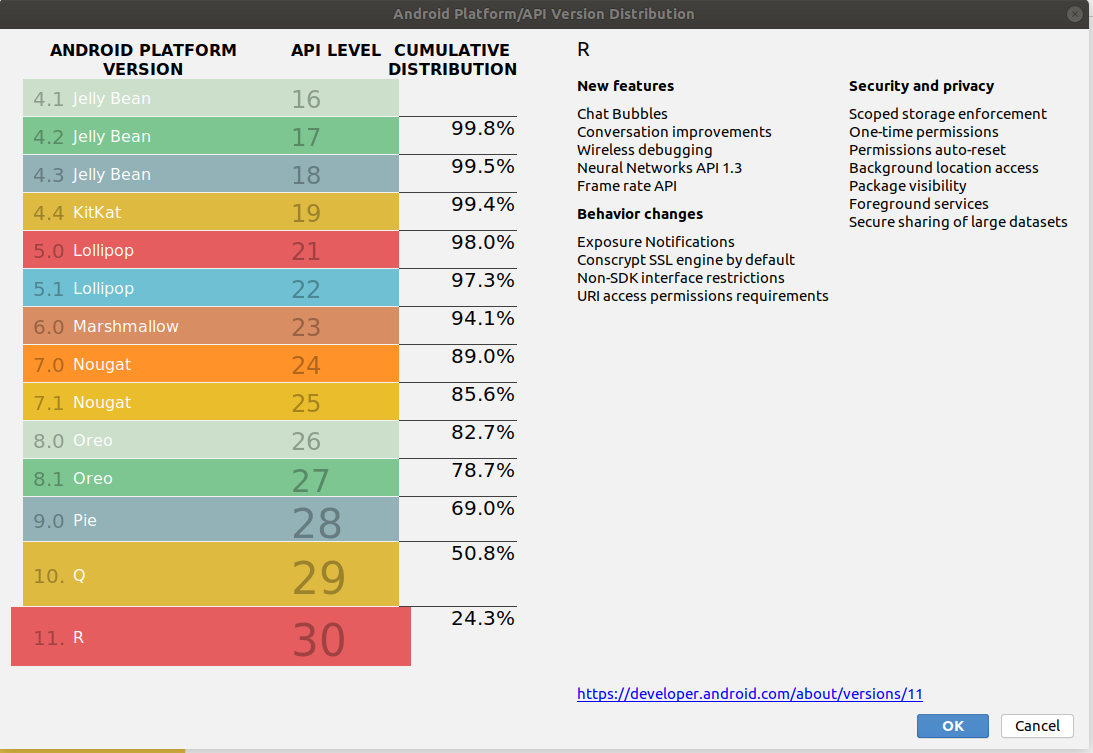 Android Platform/API Version Distribution
ANDROID PLATFORM VERSION API LEVEL CUMULATIVE DISTRIBUTION
4.1 Jelly Bean 16
99.8%
4.2 Jelly Bean 17
99.5%
4.3 Jelly Bean 18
99.4%
4.4 KitKat 19
98.0%
5.0 Lollipop 21
97.3%
5.1 Lollipop 22
94.1%
6.0 Marshmallow 23
89.0%
7.0 Nougat 24
85.6%
7.1 Nougat 25
82.7%
8.0 Oreo 26
78.7%
8.1 Oreo 27
69.0%
9.0 Pie 28
50.8%
10. Q 29
24.3%
11. R 30
R
New features
Chat Bubbles
Conversation improvements
Wireless debugging
Neural Networks API 1.3
Frame rate API
Behavior changes
Exposure Notifications
Conscrypt SSL engine by default
Non-SDK interface restrictions
URI access permissions requirements
Security and privacy
Scoped storage enforcement
One-time permissions
Permissions auto-reset
Background location access
Package visibility
Foreground services
Secure sharing of large datasets
https://developer.android.com/about/versions/11
OK Cancel